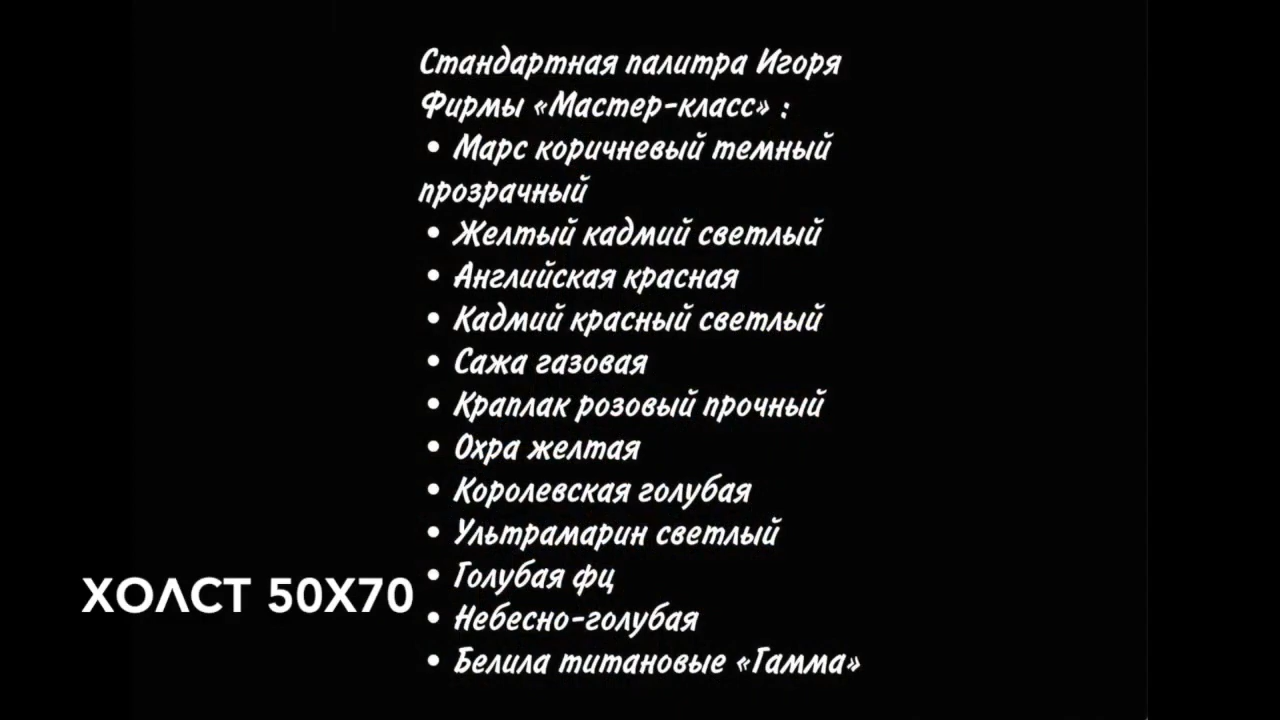 Стандартная палитра Игоря
Фирмы «Мастер-класс» :
• Марс коричневый темный
прозрачный
• Желтый кадмий светлый
• Английская красная
• Кадмий красный светлый
• Сажа газовая
• Краплак розовый прочный
• Охра желтая
• Королевская голубая
• Ультрамарин светлый
• Голубая фц
• Небесно-голубая
• Белила титановые «Гамма»
ХОЛСТ 50Х70